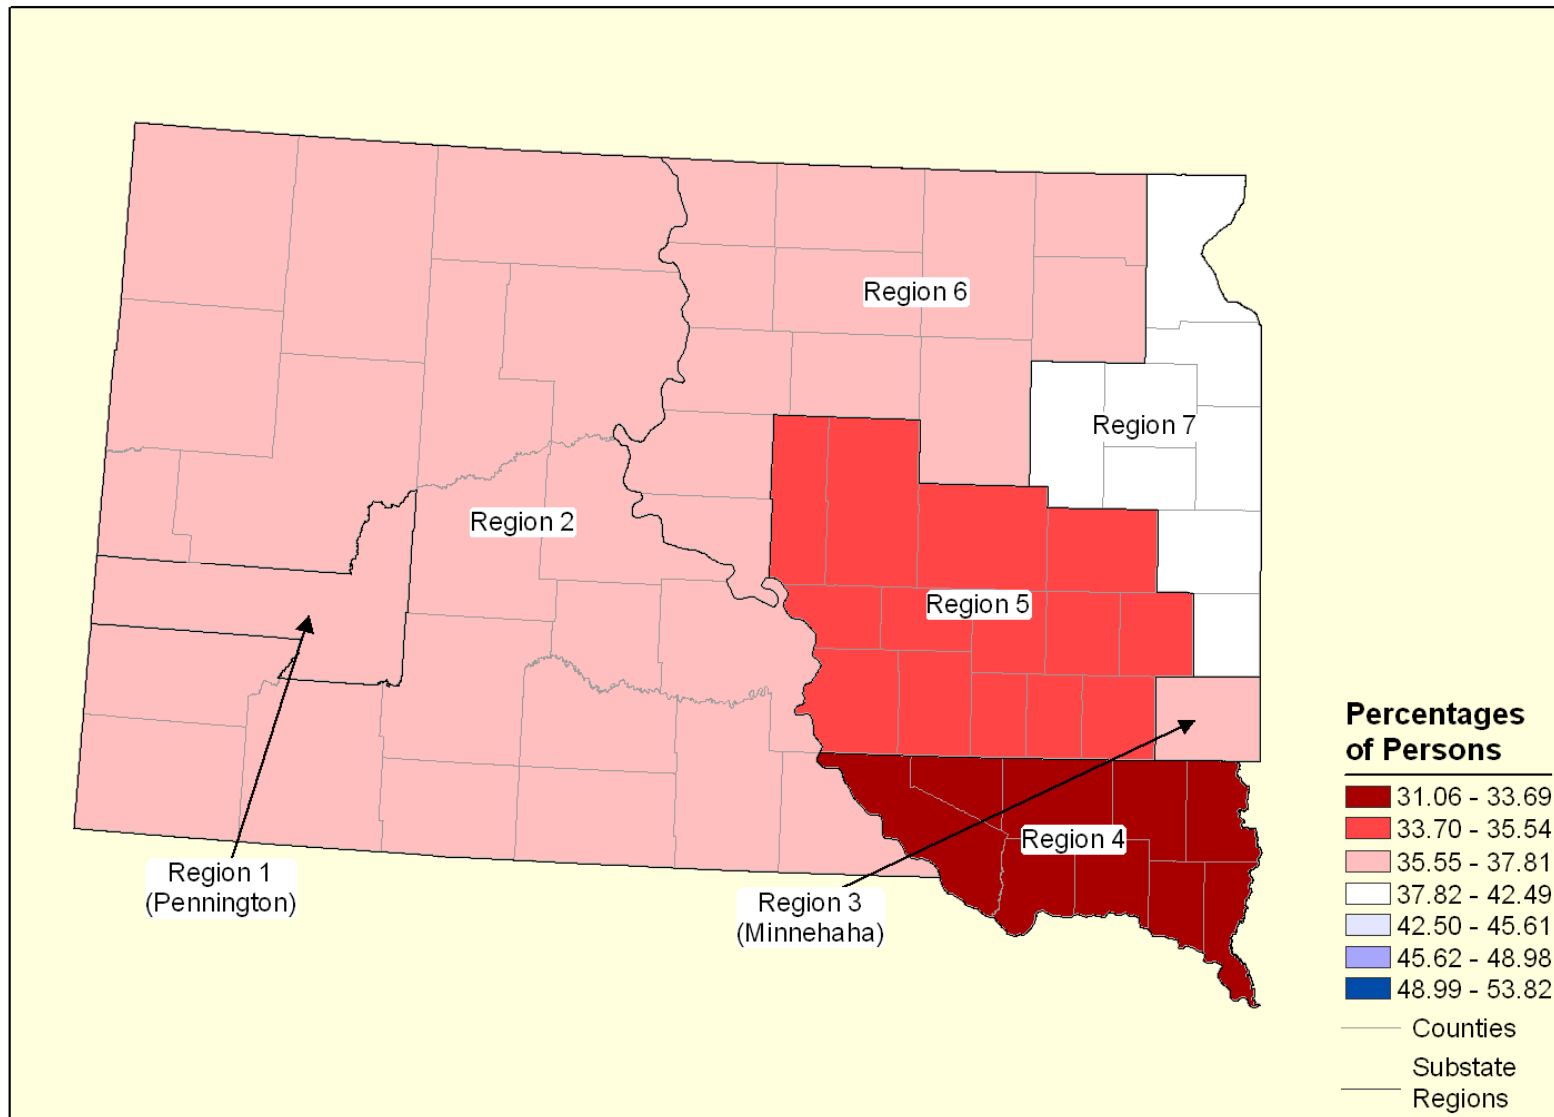 Region 6
Region 7
Region 2
Region 5
Region 4
Region 1
(Pennington)
Region 3
(Minnehaha)
Percentages
of Persons
31.06 - 33.69
33.70 - 35.54
35.55 - 37.81
37.82 - 42.49
42.50 - 45.61
45.62 - 48.98
48.99 - 53.82
Counties
Substate
Regions